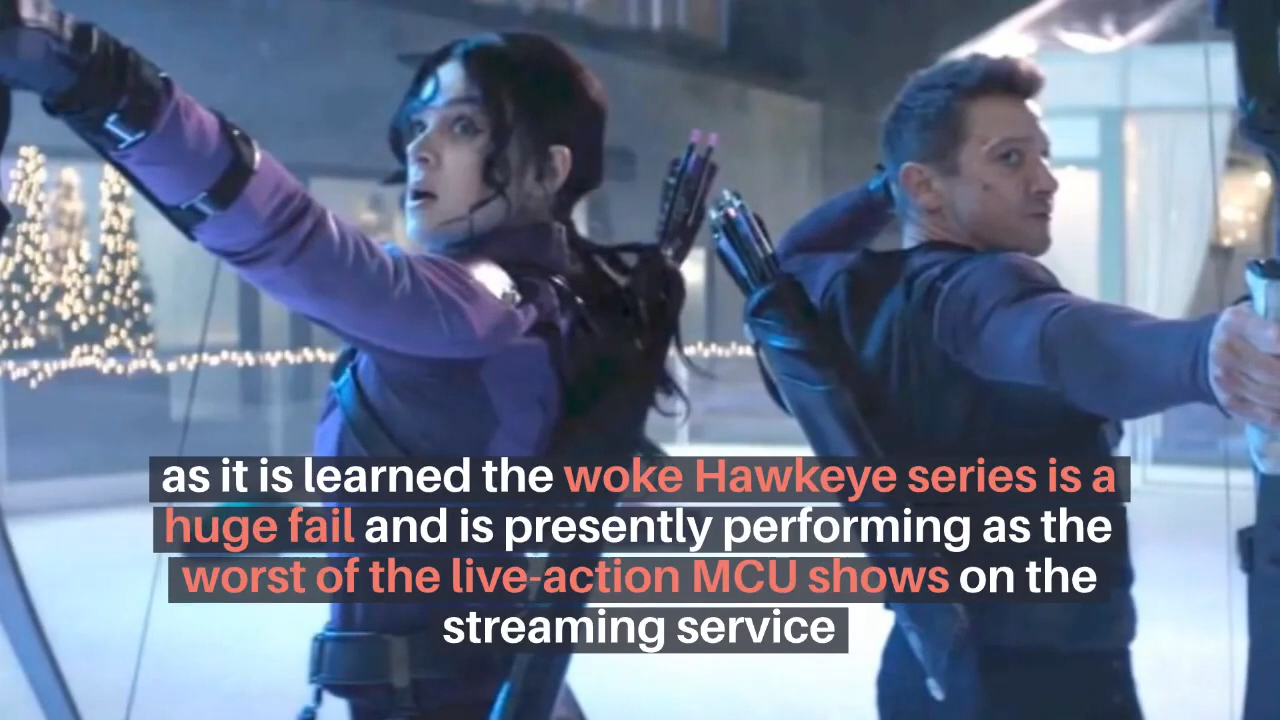 as it is learned the woke Hawkeye series is a
huge fail and is presently performing as the
worst of the live-action MCU shows on the
streaming service